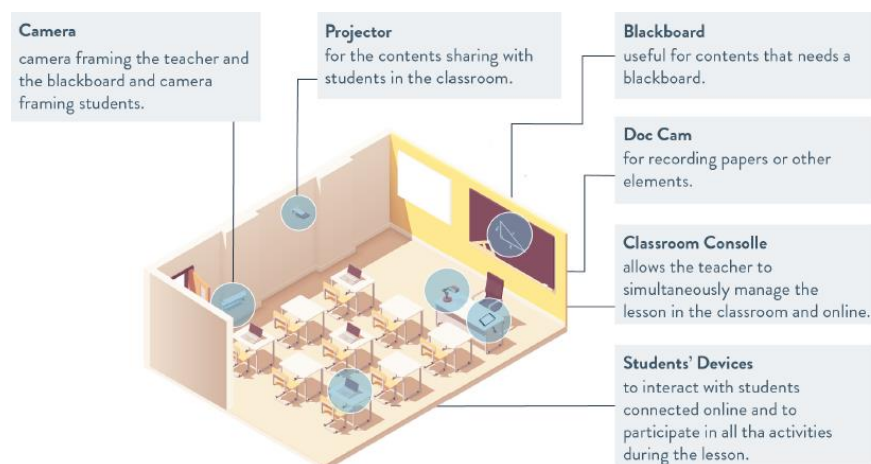 Camera
camera framing the teacher and
the blackboard and camera
framing students.
Projector
for the contents sharing with
students in the classroom.
Blackboard
useful for contents that needs a
blackboard.
Doc Cam
for recording papers or other
elements.
Classroom Consolle
allows the teacher to
simultaneously manage the
lesson in the classroom and online.
Students’ Devices
to interact with students
connected online and to
participate in all tha activities
during the lesson.